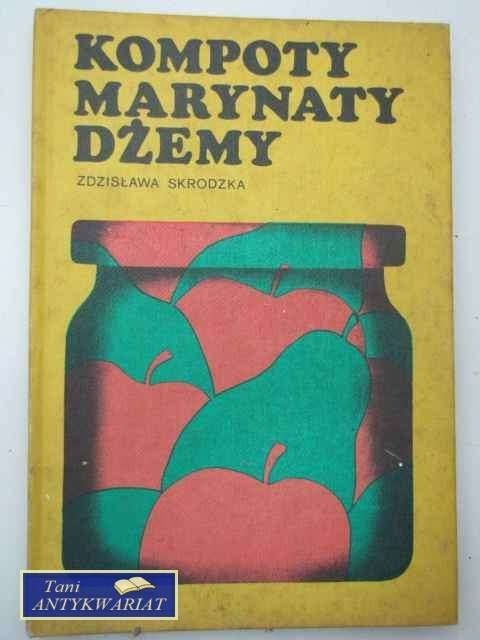 KOMPOTY
MARYNATY
DŻEMY
ZDZISŁAWA SKRODZKA
Tani
ANTYKWARIAT